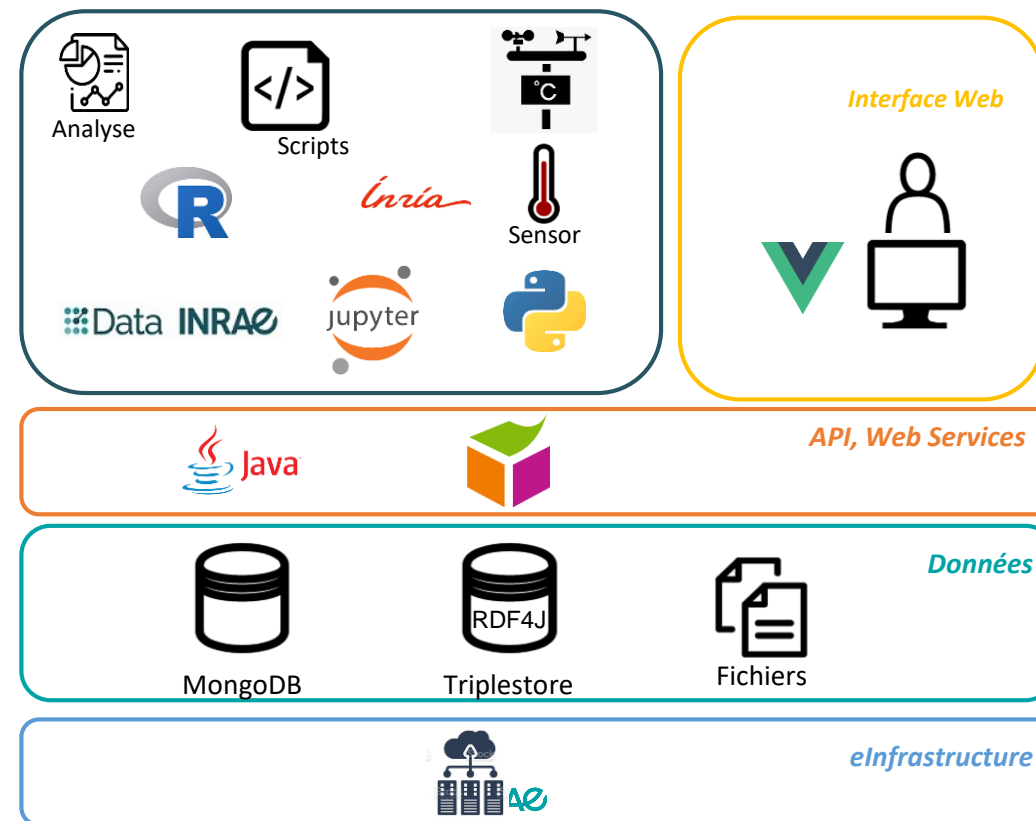 Analyse
</>
Scripts
°C
Interface Web
R
Inria
Sensor
Data INRAE
jupyter
API, Web Services
Java
Données
RDF4J
MongoDB
Triplestore
Fichiers
eInfrastructure